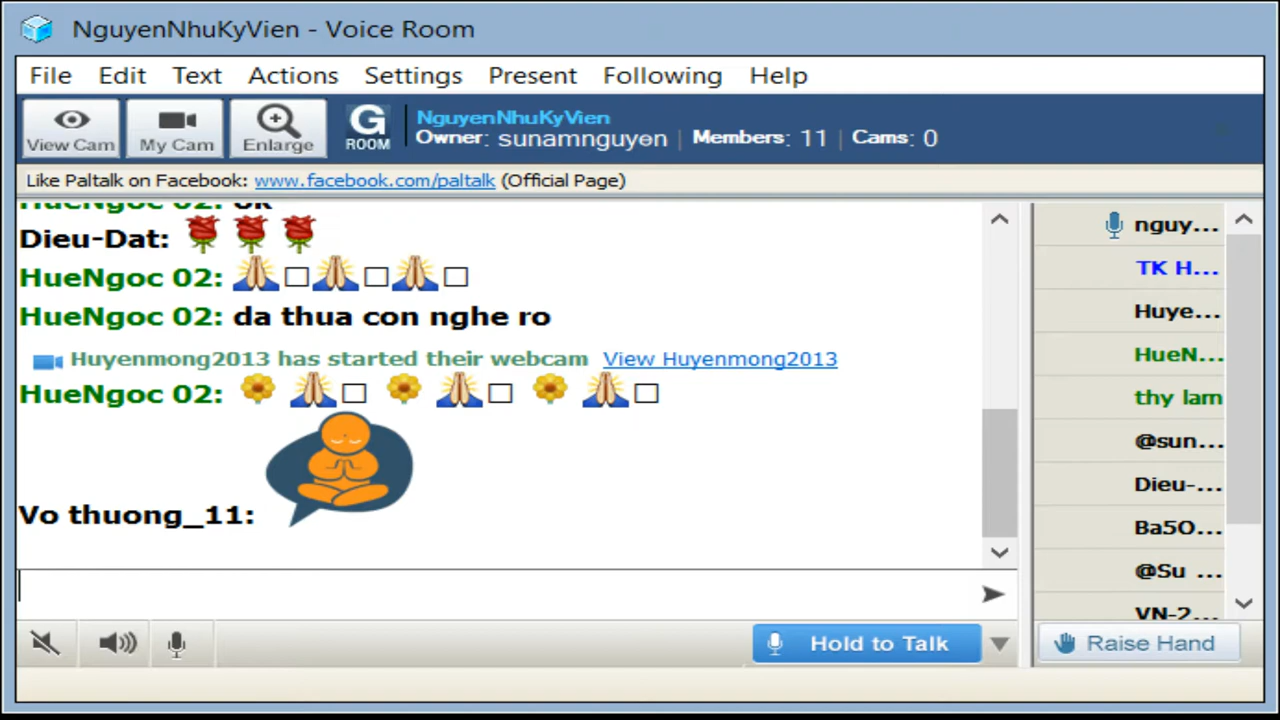 NguyenNhuKyVien - Voice Room
File Edit Text Actions Settings Present Following Help
View Cam My Cam Enlarge G ROOM
NguyenNhuKyVien
Owner: sunamnguyen | Members: 11 | Cams: 0
Like Paltalk on Facebook: www.facebook.com/paltalk (Official Page)
HueNgoc 02: ok
Dieu-Dat:
HueNgoc 02:
HueNgoc 02: da thua con nghe ro
Huyenmong2013 has started their webcam View Huyenmong2013
HueNgoc 02:
Vo thuong_11:
nguy...
TK H...
Huye...
HueN...
thy lam
@sun...
Dieu-...
Ba5O...
@Su ...
VN-2...
Hold to Talk
Raise Hand